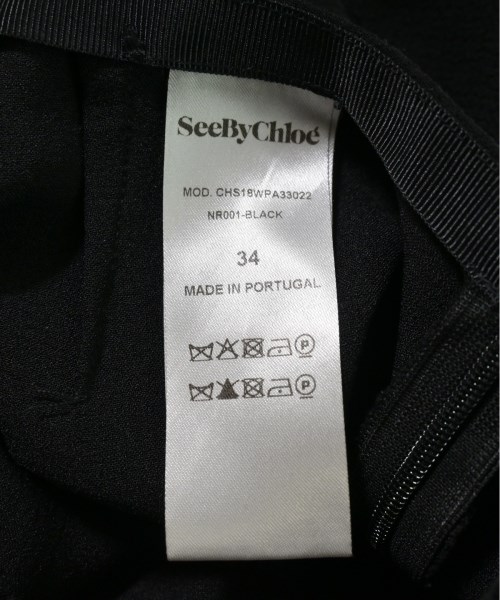 SeeByChloé
MOD. CHS18WPA33022
NR001-BLACK
34
MADE IN PORTUGAL
P
P